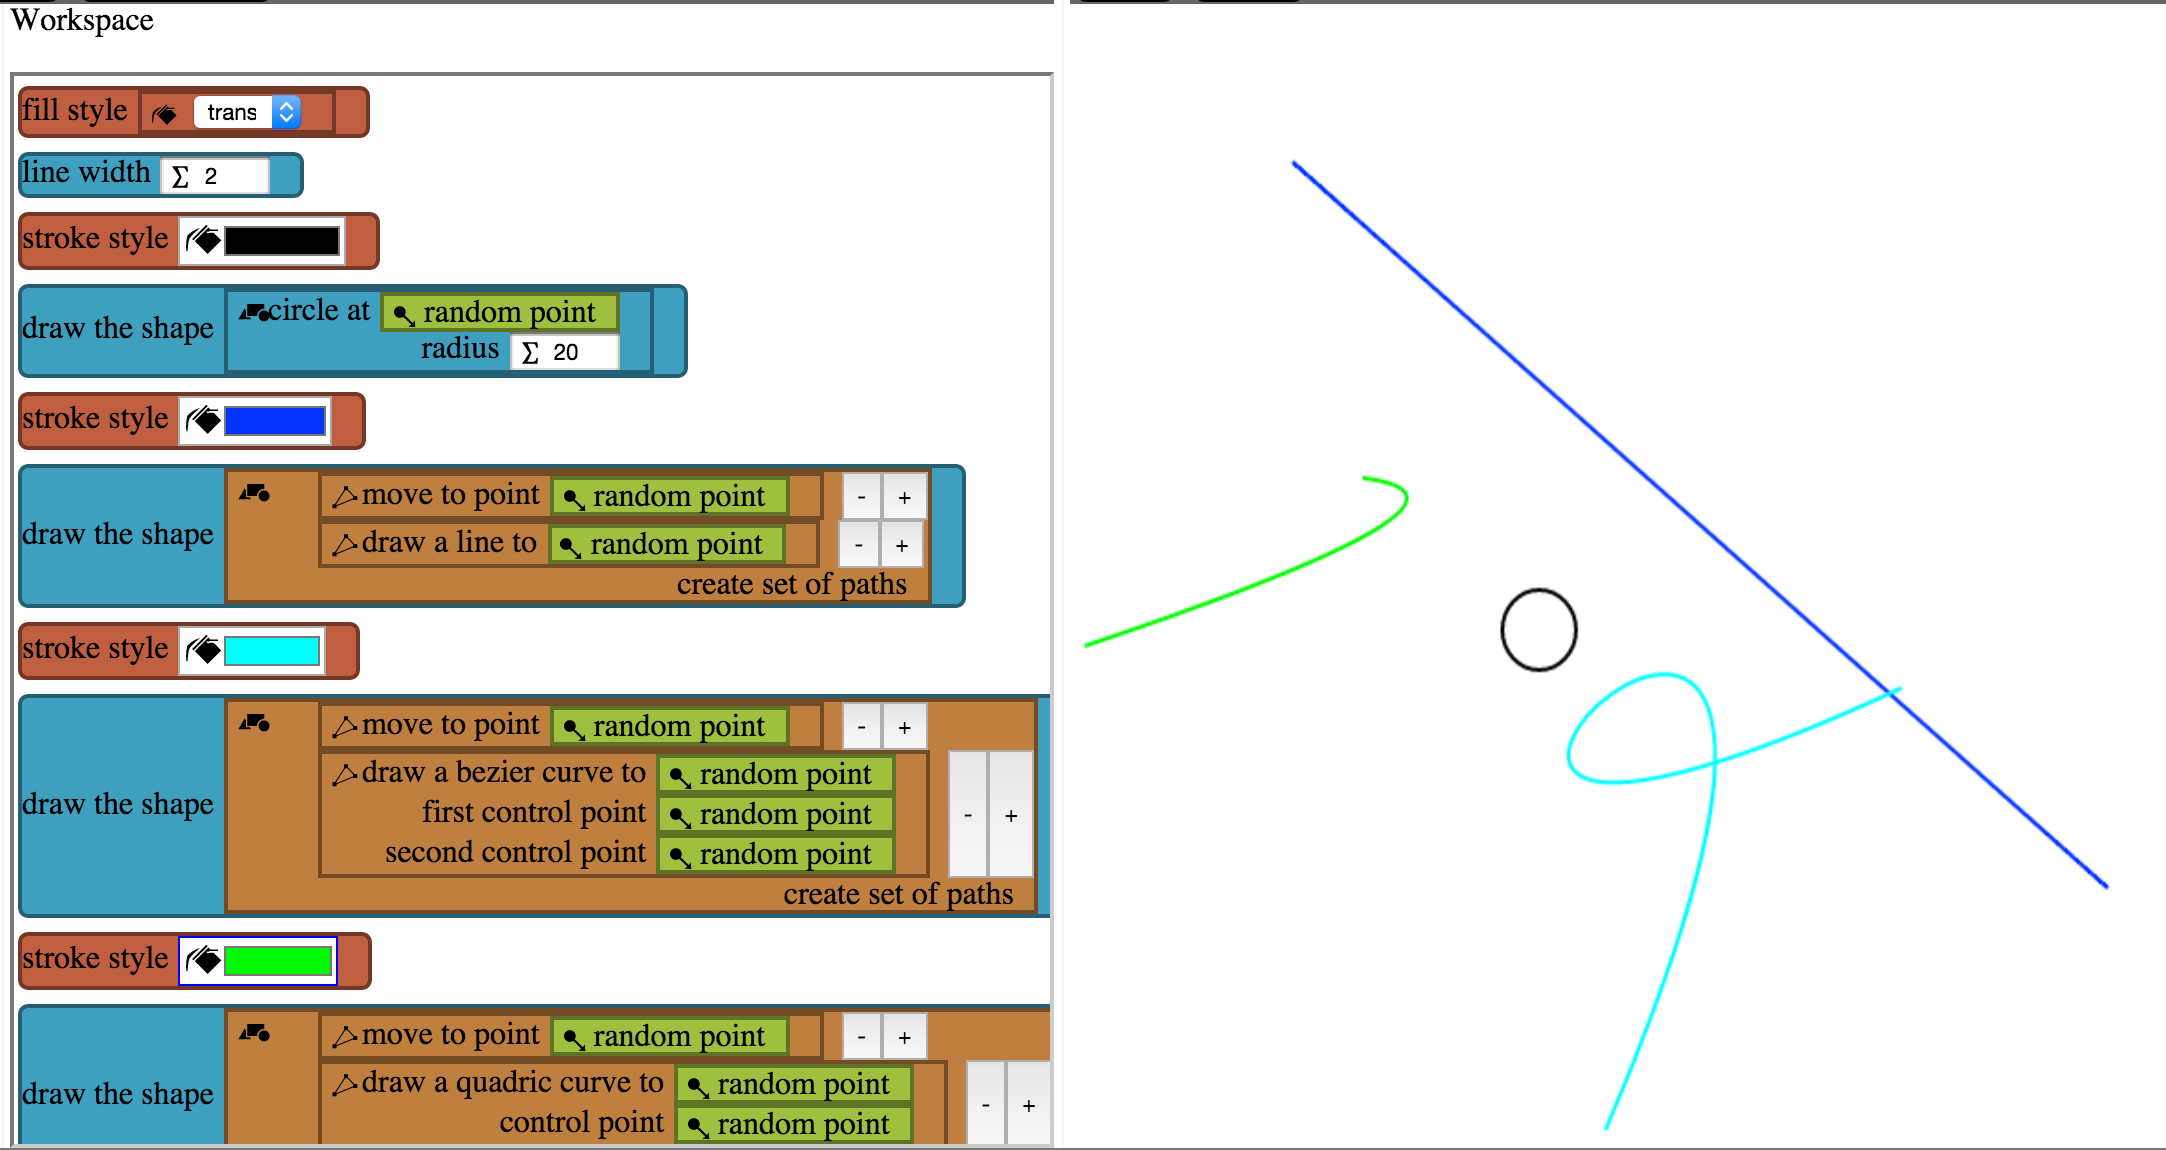 Workspace
fill style trans
line width Σ 2
stroke style
draw the shape circle at random point
radius Σ 20
stroke style
draw the shape move to point random point - +
draw a line to random point - +
create set of paths
stroke style
draw the shape move to point random point - +
draw a bezier curve to random point - +
first control point random point
second control point random point
create set of paths
stroke style
draw the shape move to point random point - +
draw a quadric curve to random point - +
control point random point